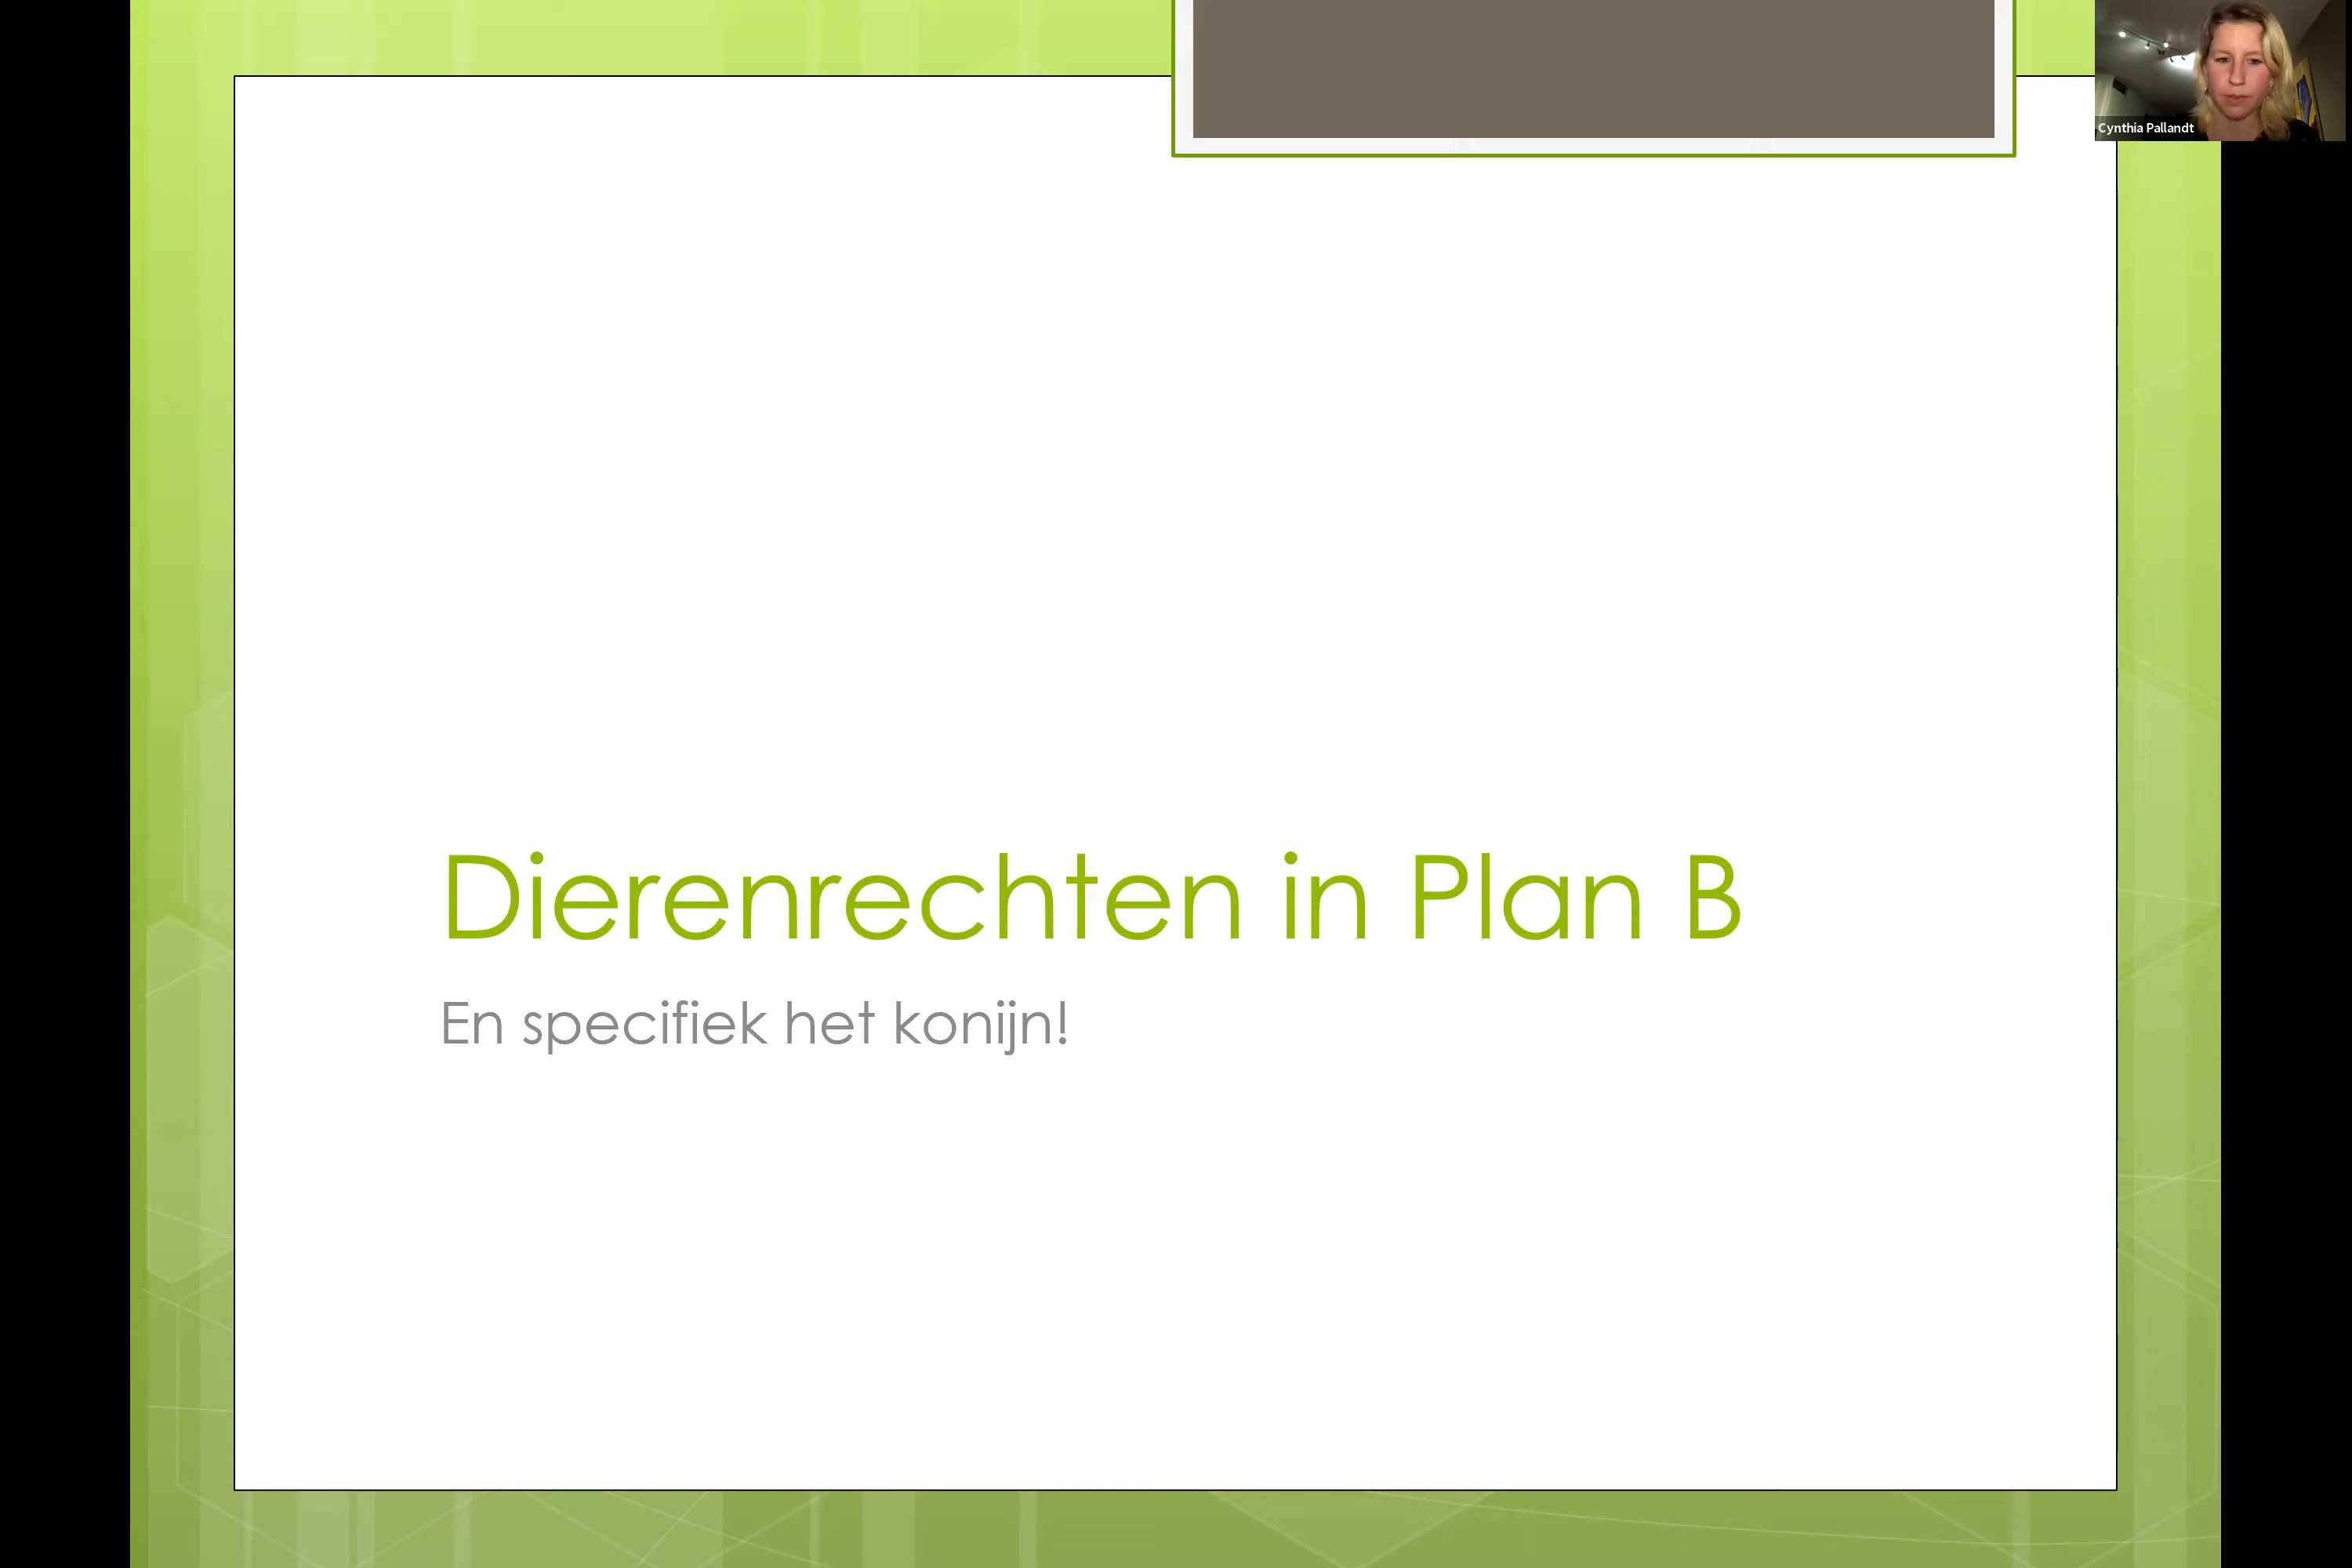 Cynthia Pallandt
Dierenrechten in Plan B
En specifiek het konijn!